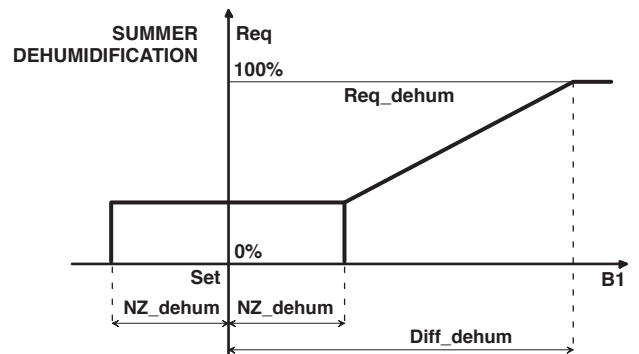 SUMMER
DEHUMIDIFICATION
Req
100%
Req_dehum
0%
Set
B1
NZ_dehum
NZ_dehum
Diff_dehum